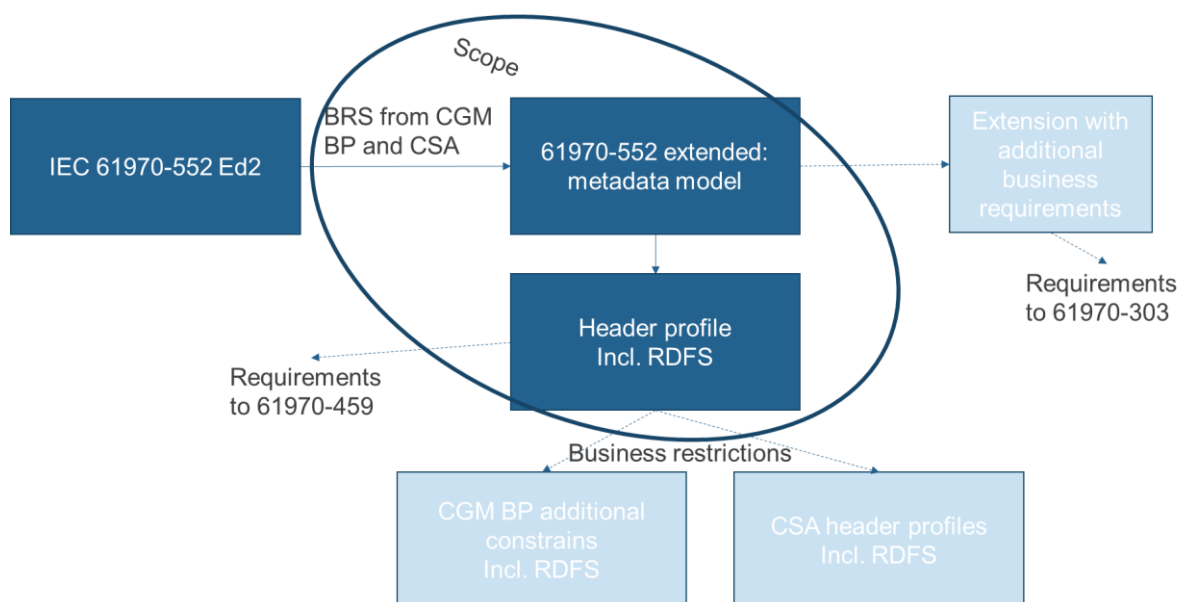 Scope
BRS from CGM
BP and CSA
IEC 61970-552 Ed2
61970-552 extended:
metadata model
Extension with
additional
business
requirements
Requirements
to 61970-303
Header profile
Incl. RDFS
Requirements
to 61970-459
Business restrictions
CGM BP additional
constrains
Incl. RDFS
CSA header profiles
Incl. RDFS